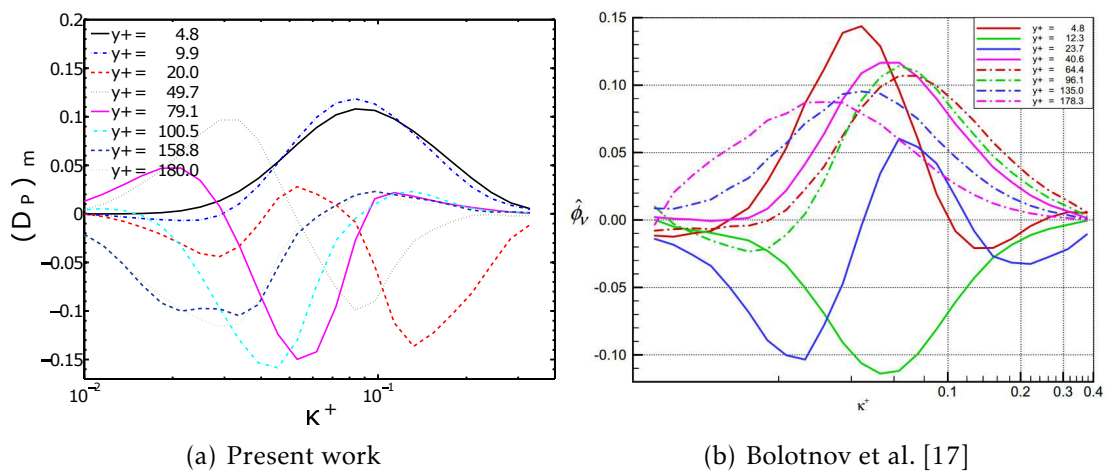 0.2
0.15
0.1
0.05
0
−0.05
−0.1
−0.15
(D P) m
y+ = 4.8
y+ = 9.9
y+ = 20.0
y+ = 49.7
y+ = 79.1
y+ = 100.5
y+ = 158.8
y+ = 180.0
10−2
10−1
κ+
(a) Present work
0.15
0.10
0.05
0.00
-0.05
-0.10
ϕ̂v
y+ = 4.8
y+ = 12.3
y+ = 23.7
y+ = 40.6
y+ = 64.4
y+ = 96.1
y+ = 135.0
y+ = 178.3
0.1 0.2 0.3 0.4
κ+
(b) Bolotnov et al. [17]